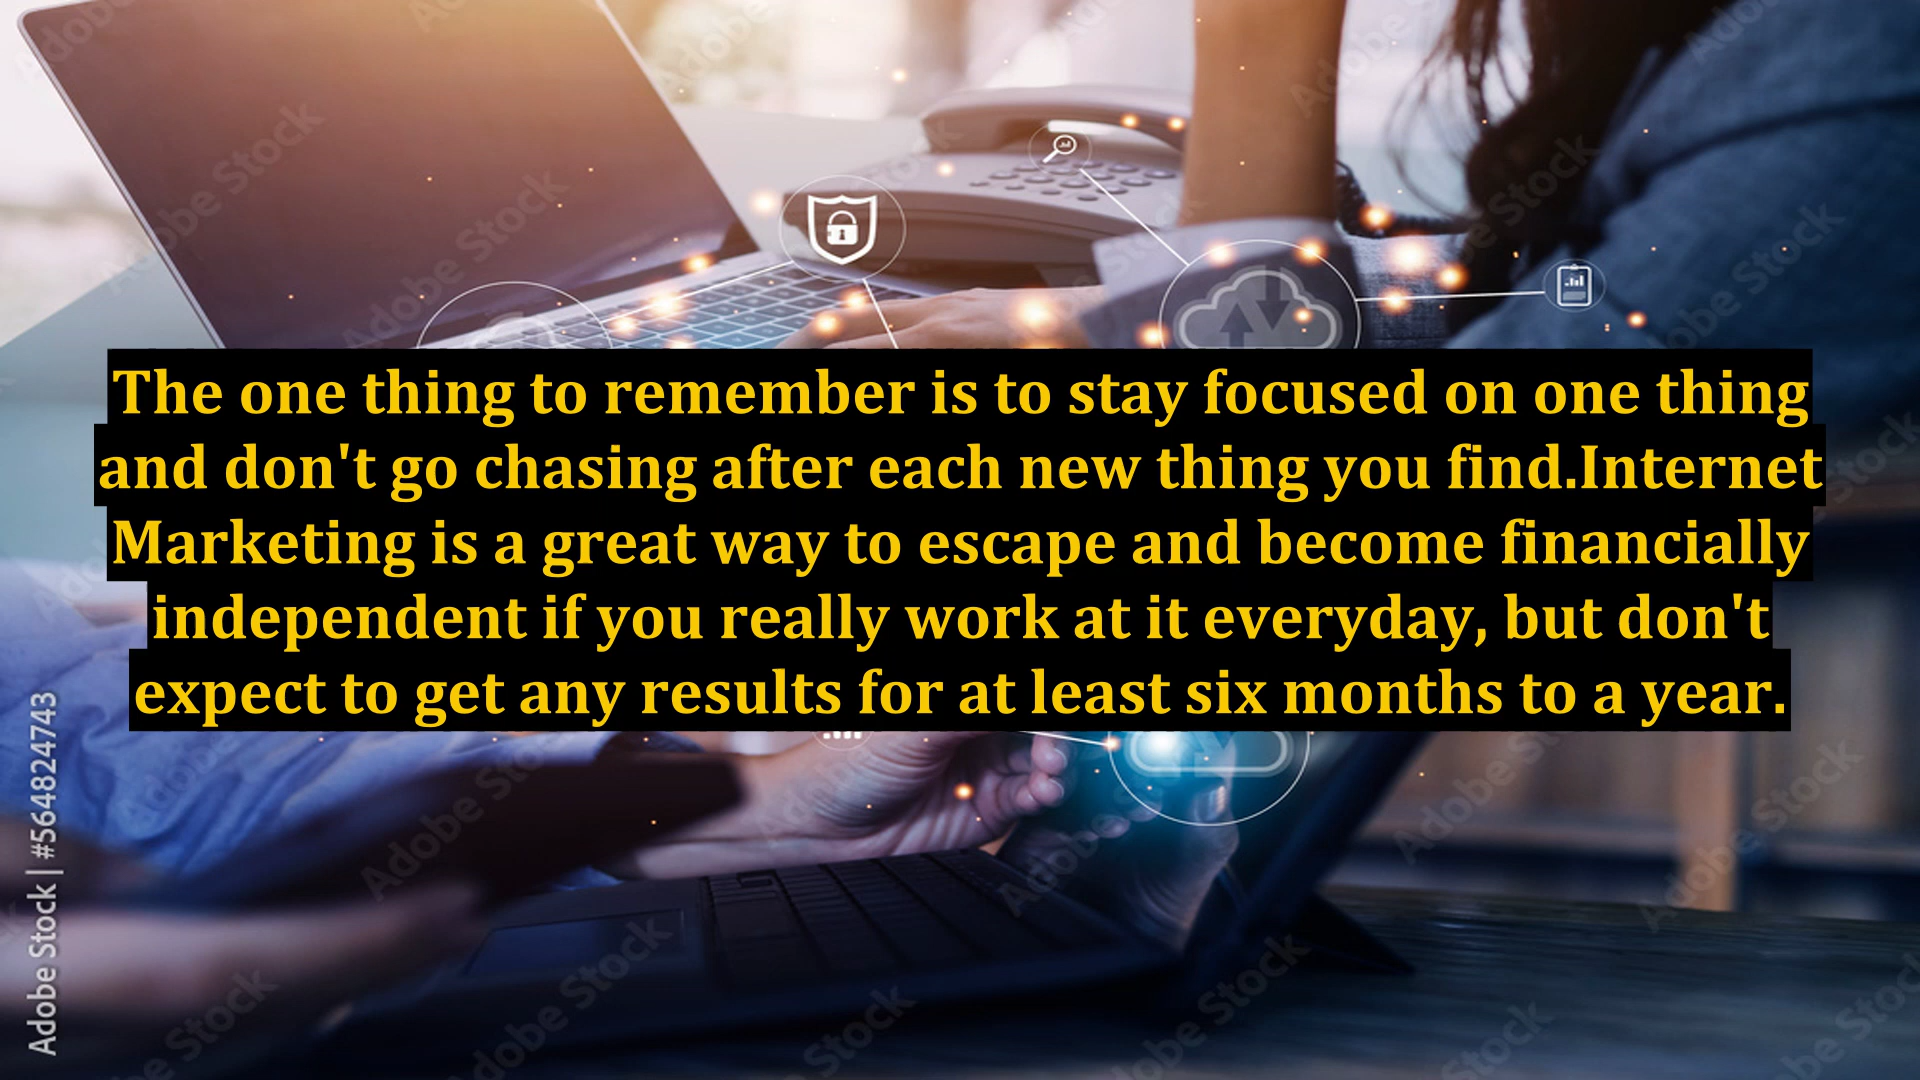 The one thing to remember is to stay focused on one thing
and don't go chasing after each new thing you find.Internet
Marketing is a great way to escape and become financially
independent if you really work at it everyday, but don't
expect to get any results for at least six months to a year.
Adobe Stock | #564824743
Adobe Stock